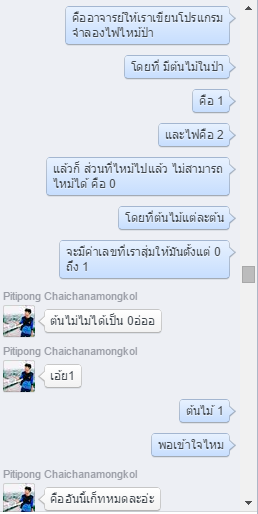 คืออาจารย์ให้เราเขียนโปรแกรม
จำลองไฟไหม้ป่า
โดยที่ มีต้นไม้ในป่า
คือ 1
และไฟคือ 2
แล้วก็ ส่วนที่ไหม้ไปแล้ว ไม่สามารถ
ไหม้ได้ คือ 0
โดยที่ต้นไม้แต่ละต้น
จะมีค่าเลขที่เราสุ่มให้มันตั้งแต่ 0
ถึง 1
Pitipong Chaichanamongkol
ต้นไม้ไม่ได้เป็น 0อ่ออ
Pitipong Chaichanamongkol
เอ้ย1
ต้นไม้ 1
พอเข้าใจไหม
Pitipong Chaichanamongkol
คืออันนี้เก็ทหมดละอ่ะ